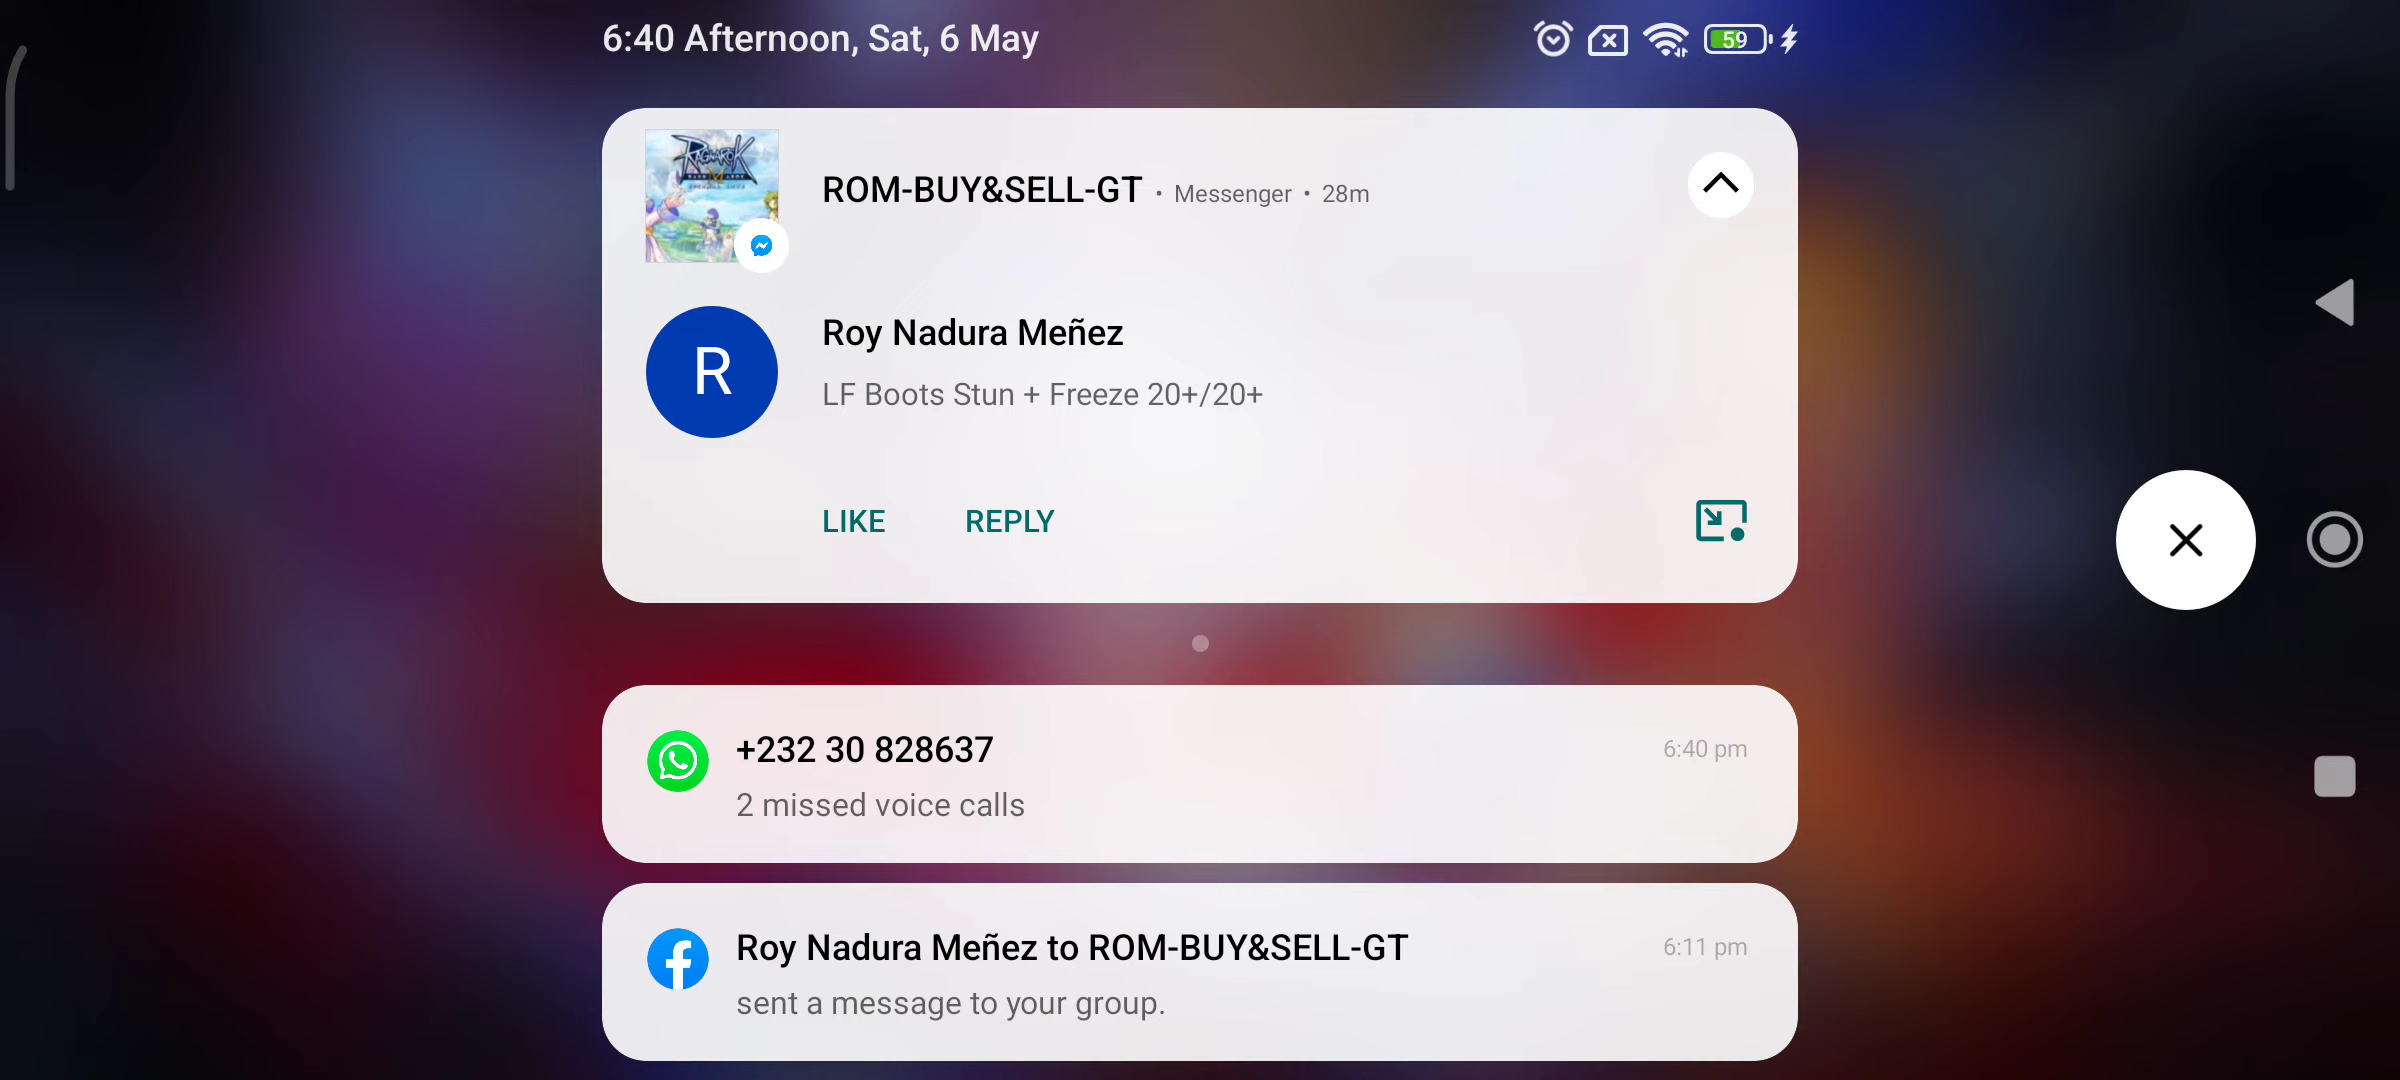 6:40 Afternoon, Sat, 6 May
59
RAGNAROK
ROM-BUY&SELL-GT • Messenger • 28m
R
Roy Nadura Meñez
LF Boots Stun + Freeze 20+/20+
LIKE REPLY
+232 30 828637 6:40 pm
2 missed voice calls
Roy Nadura Meñez to ROM-BUY&SELL-GT 6:11 pm
sent a message to your group.